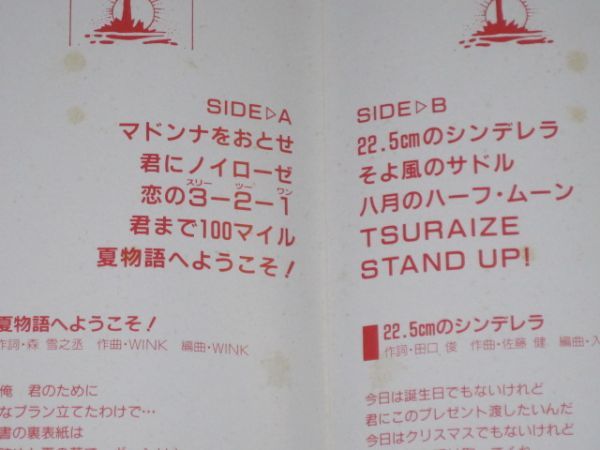 SIDE▷A
マドンナをおとせ
君にノイローゼ
恋の3スリー−2ツー−1ワン
君まで100マイル
夏物語へようこそ!
SIDE▷B
22.5cmのシンデレラ
そよ風のサドル
八月のハーフ・ムーン
TSURAIZE
STAND UP!
夏物語へようこそ!
作詞・森 雪之丞 作曲・WINK 編曲・WINK
俺 君のために
なプラン立てたわけで…
書の裏表紙は
22.5cmのシンデレラ
作詞・田口 俊 作曲・佐藤 健 編曲・入
今日は誕生日でもないけれど
君にこのプレゼント渡したいんだ
今日はクリスマスでもないけれど